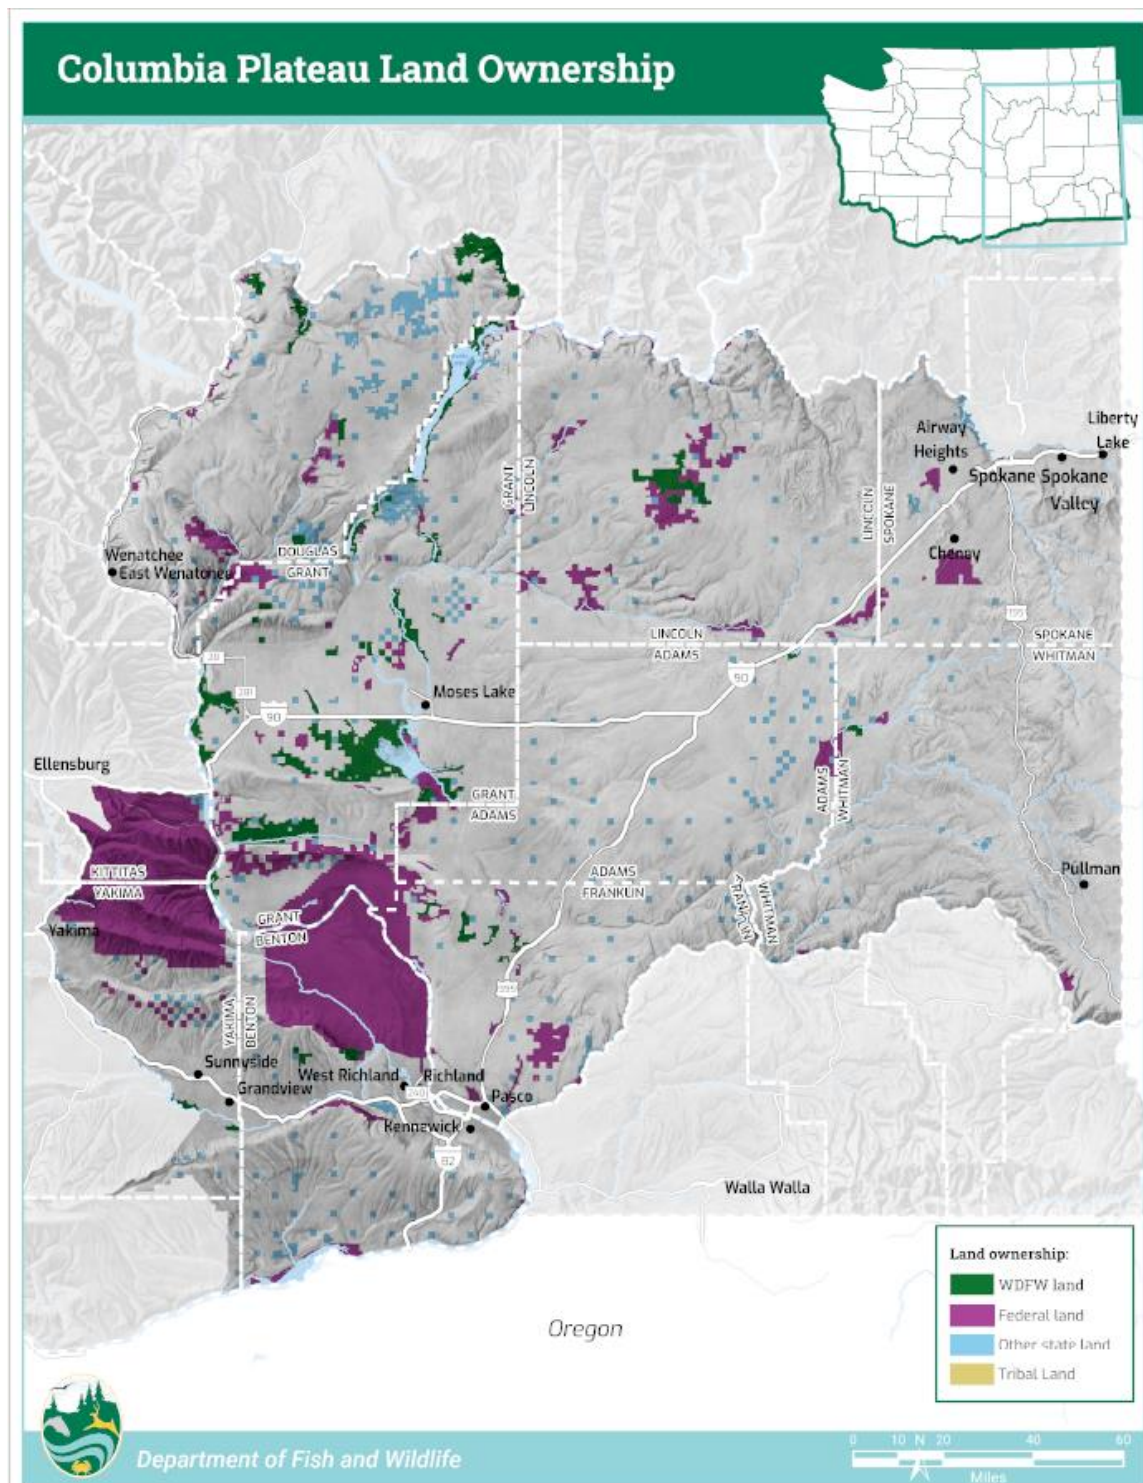 Columbia Plateau Land Ownership
Liberty
Lake
Airway
Heights
Spokane
Spokane
Valley
GRANT
LINCOLN
LINCOLN
SPOKANE
Cheney
DOUGLAS
GRANT
Wenatchee
East Wenatchee
195
LINCOLN
ADAMS
SPOKANE
WHITMAN
28
281
90
90
Moses Lake
Ellensburg
GRANT
ADAMS
ADAMS
WHITMAN
KITTITAS
YAKIMA
ADAMS
FRANKLIN
FRANKLIN
WHITMAN
Pullman
Yakima
GRANT
BENTON
395
YAKIMA
BENTON
Sunnyside
Grandview
West Richland
Richland
Pasco
Kennewick
82
Walla Walla
Oregon
Land ownership:
WDFW land
Federal land
Other state land
Tribal Land
Department of Fish and Wildlife
0 10 N 20 40 60
Miles